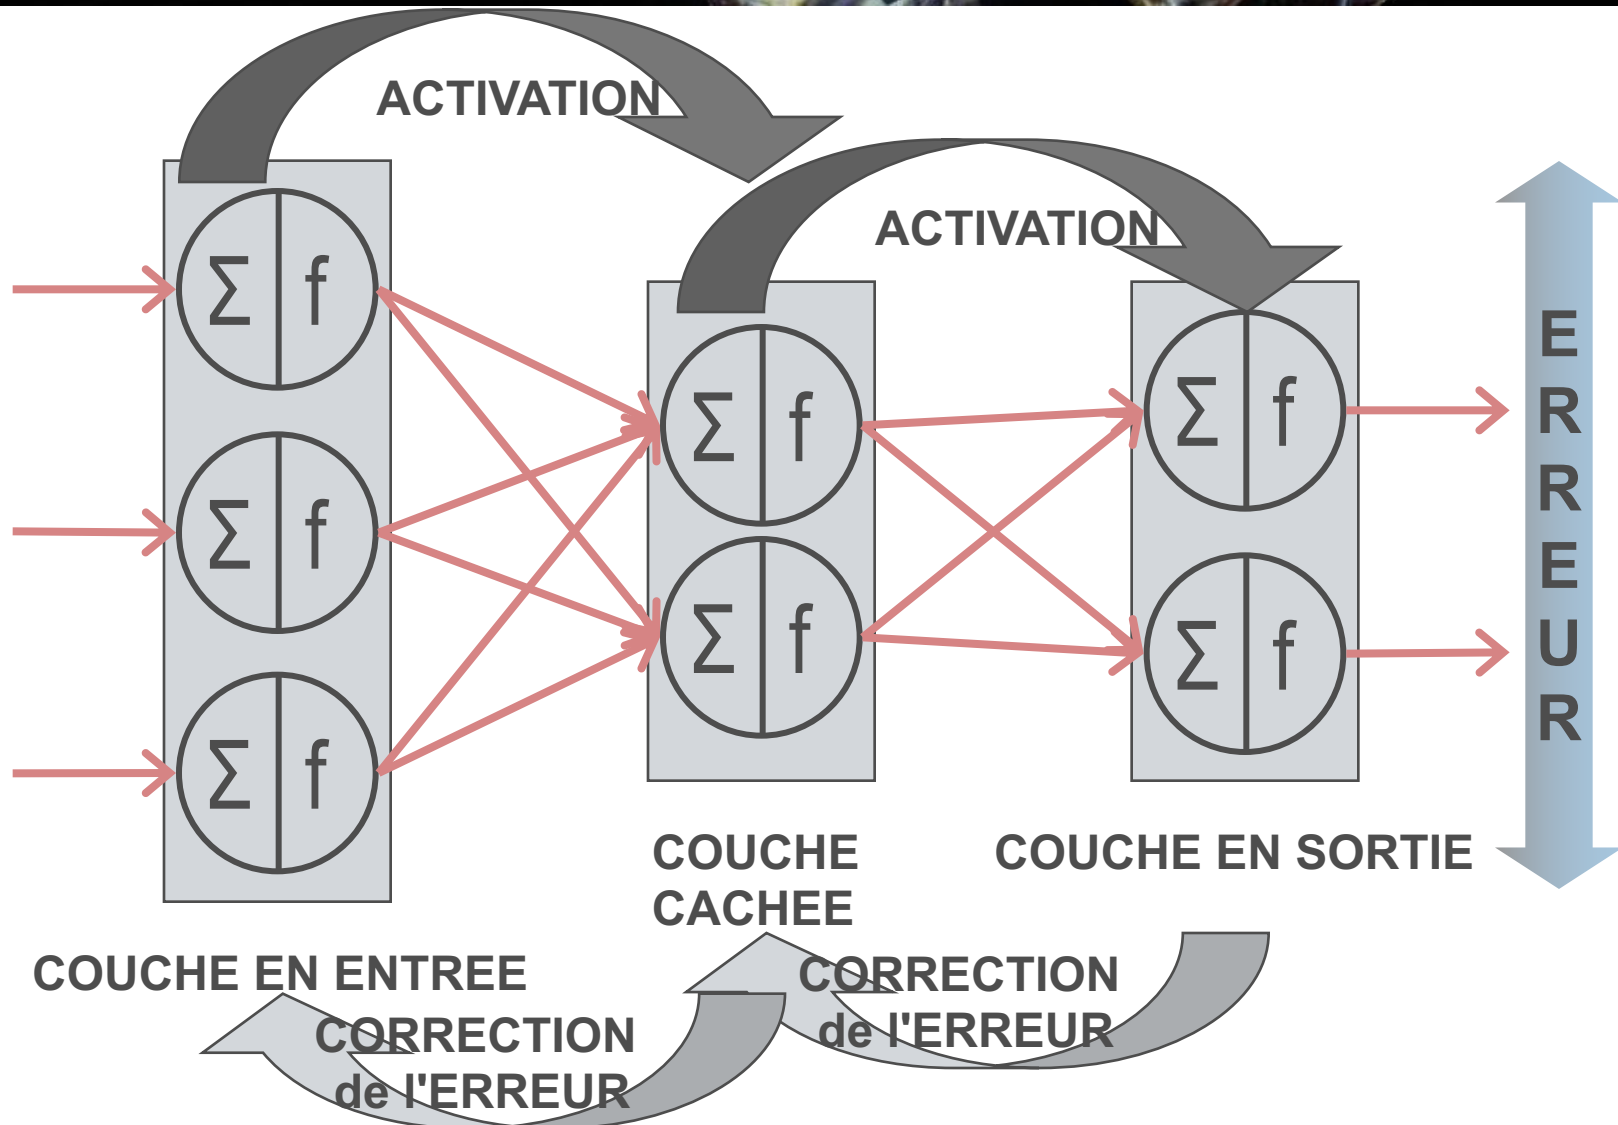 ACTIVATION
ACTIVATION
Σ f
Σ f
Σ f
Σ f
Σ f
Σ f
Σ f
E
R
R
E
U
R
COUCHE
CACHEE
COUCHE EN SORTIE
COUCHE EN ENTREE
CORRECTION
de l'ERREUR
CORRECTION
de l'ERREUR